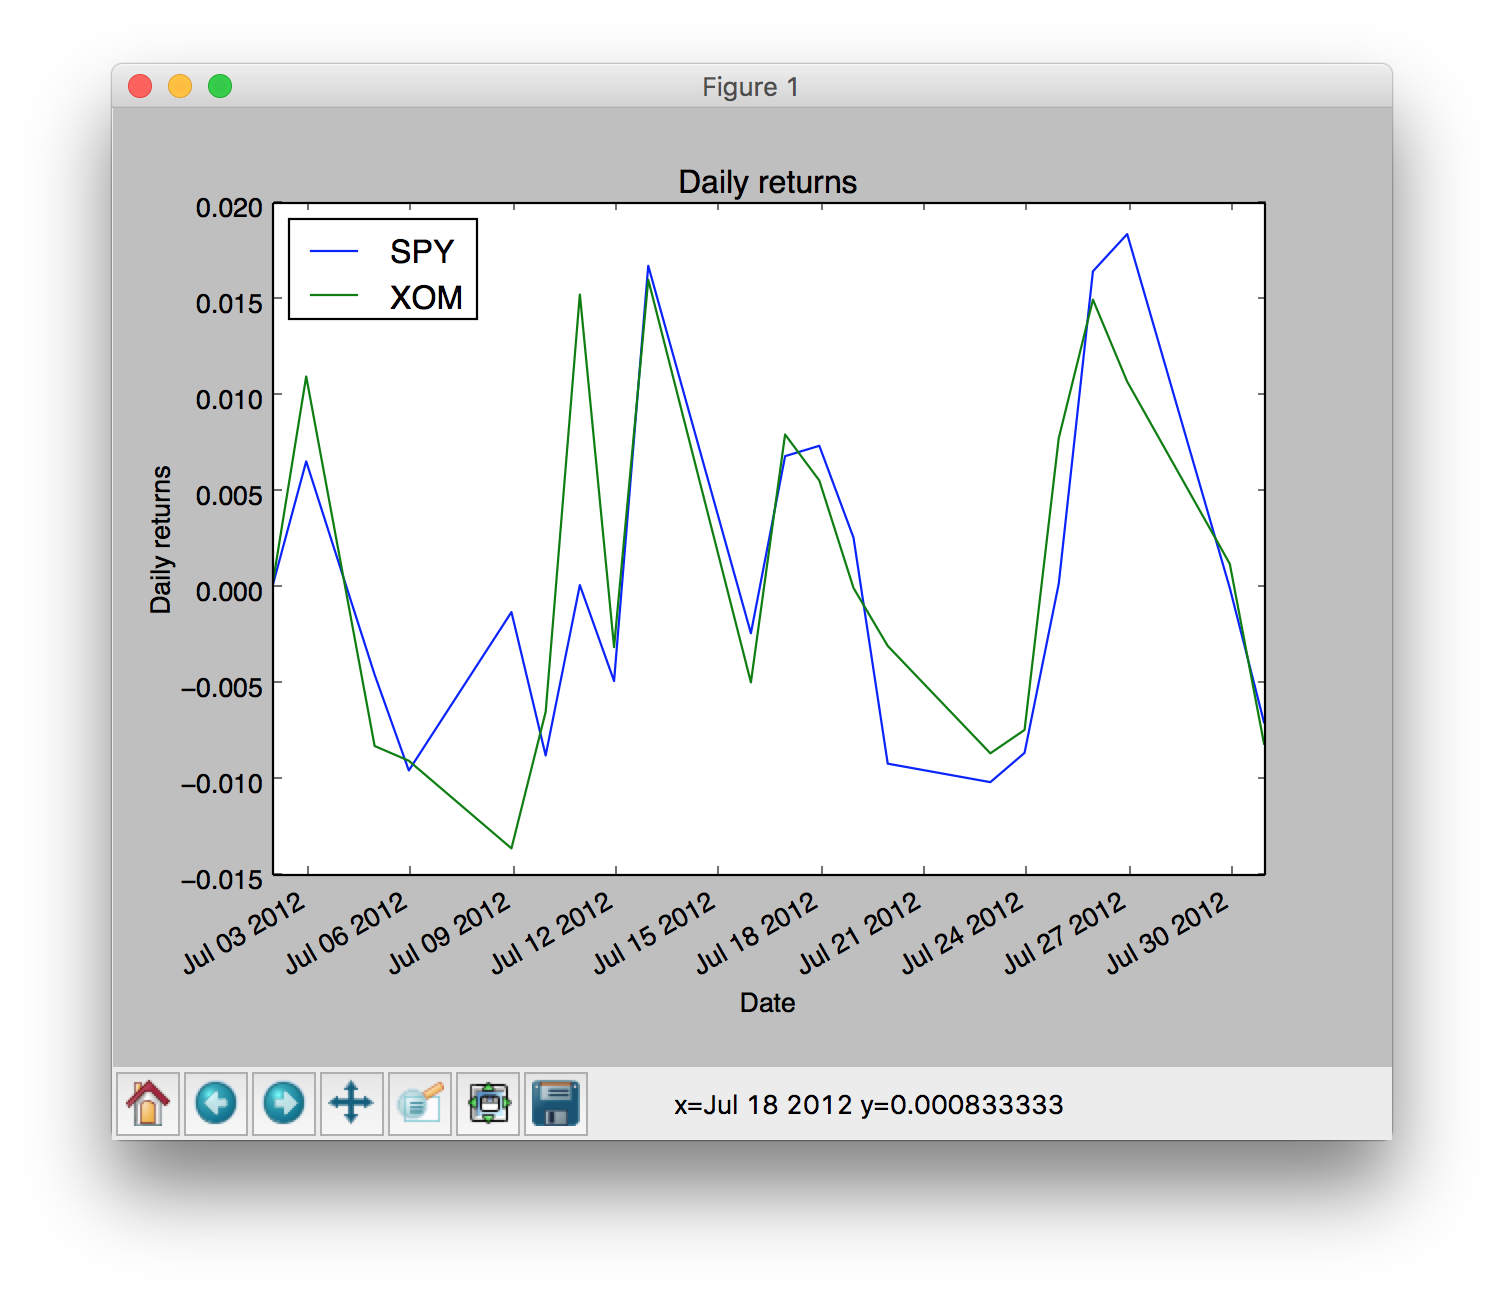 Figure 1
Daily returns
SPY
XOM
0.020
0.015
0.010
0.005
0.000
−0.005
−0.010
−0.015
Daily returns
Jul 03 2012
Jul 06 2012
Jul 09 2012
Jul 12 2012
Jul 15 2012
Jul 18 2012
Jul 21 2012
Jul 24 2012
Jul 27 2012
Jul 30 2012
Date
x=Jul 18 2012 y=0.000833333